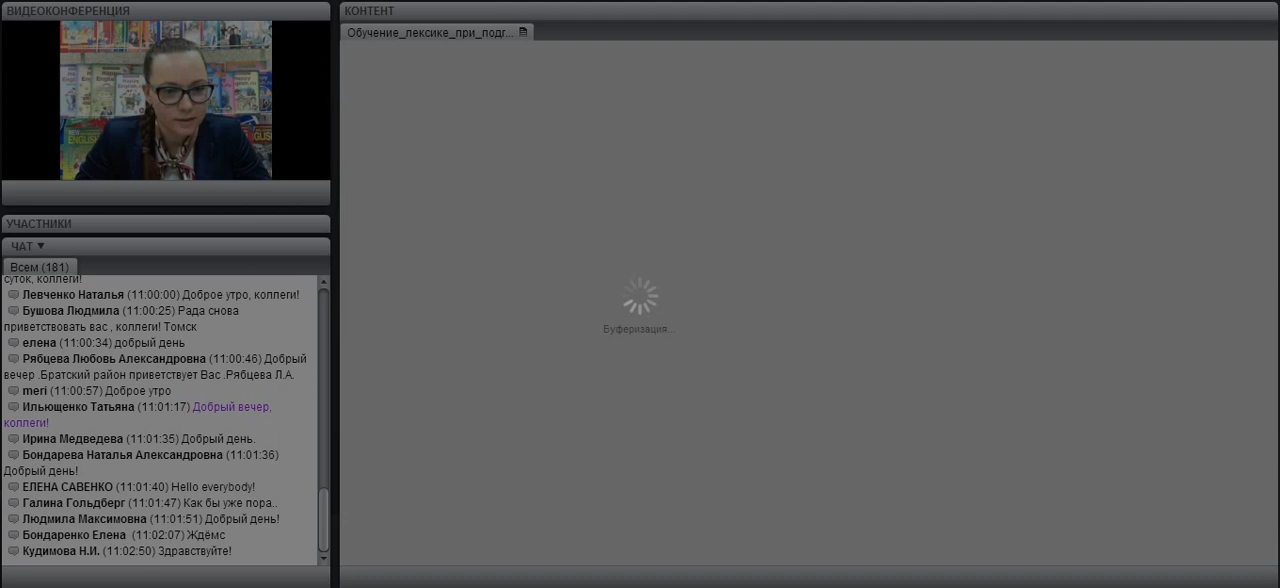 ВИДЕОКОНФЕРЕНЦИЯ
КОНТЕНТ
Обучение_лексике_при_подг...
Буферизация...
УЧАСТНИКИ
ЧАТ ▼
Всем (181)
суток, коллеги!
Левченко Наталья (11:00:00) Доброе утро, коллеги!
Бушова Людмила (11:00:25) Рада снова
приветствовать вас , коллеги! Томск
елена (11:00:34) добрый день
Рябцева Любовь Александровна (11:00:46) Добрый
вечер .Братский район приветствует Вас .Рябцева Л.А.
meri (11:00:57) Доброе утро
Ильющенко Татьяна (11:01:17) Добрый вечер,
коллеги!
Ирина Медведева (11:01:35) Добрый день.
Бондарева Наталья Александровна (11:01:36)
Добрый день!
ЕЛЕНА САВЕНКО (11:01:40) Hello everybody!
Галина Гольдберг (11:01:47) Как бы уже пора..
Людмила Максимовна (11:01:51) Добрый день!
Бондаренко Елена (11:02:07) Ждёмс
Кудимова Н.И. (11:02:50) Здравствуйте!